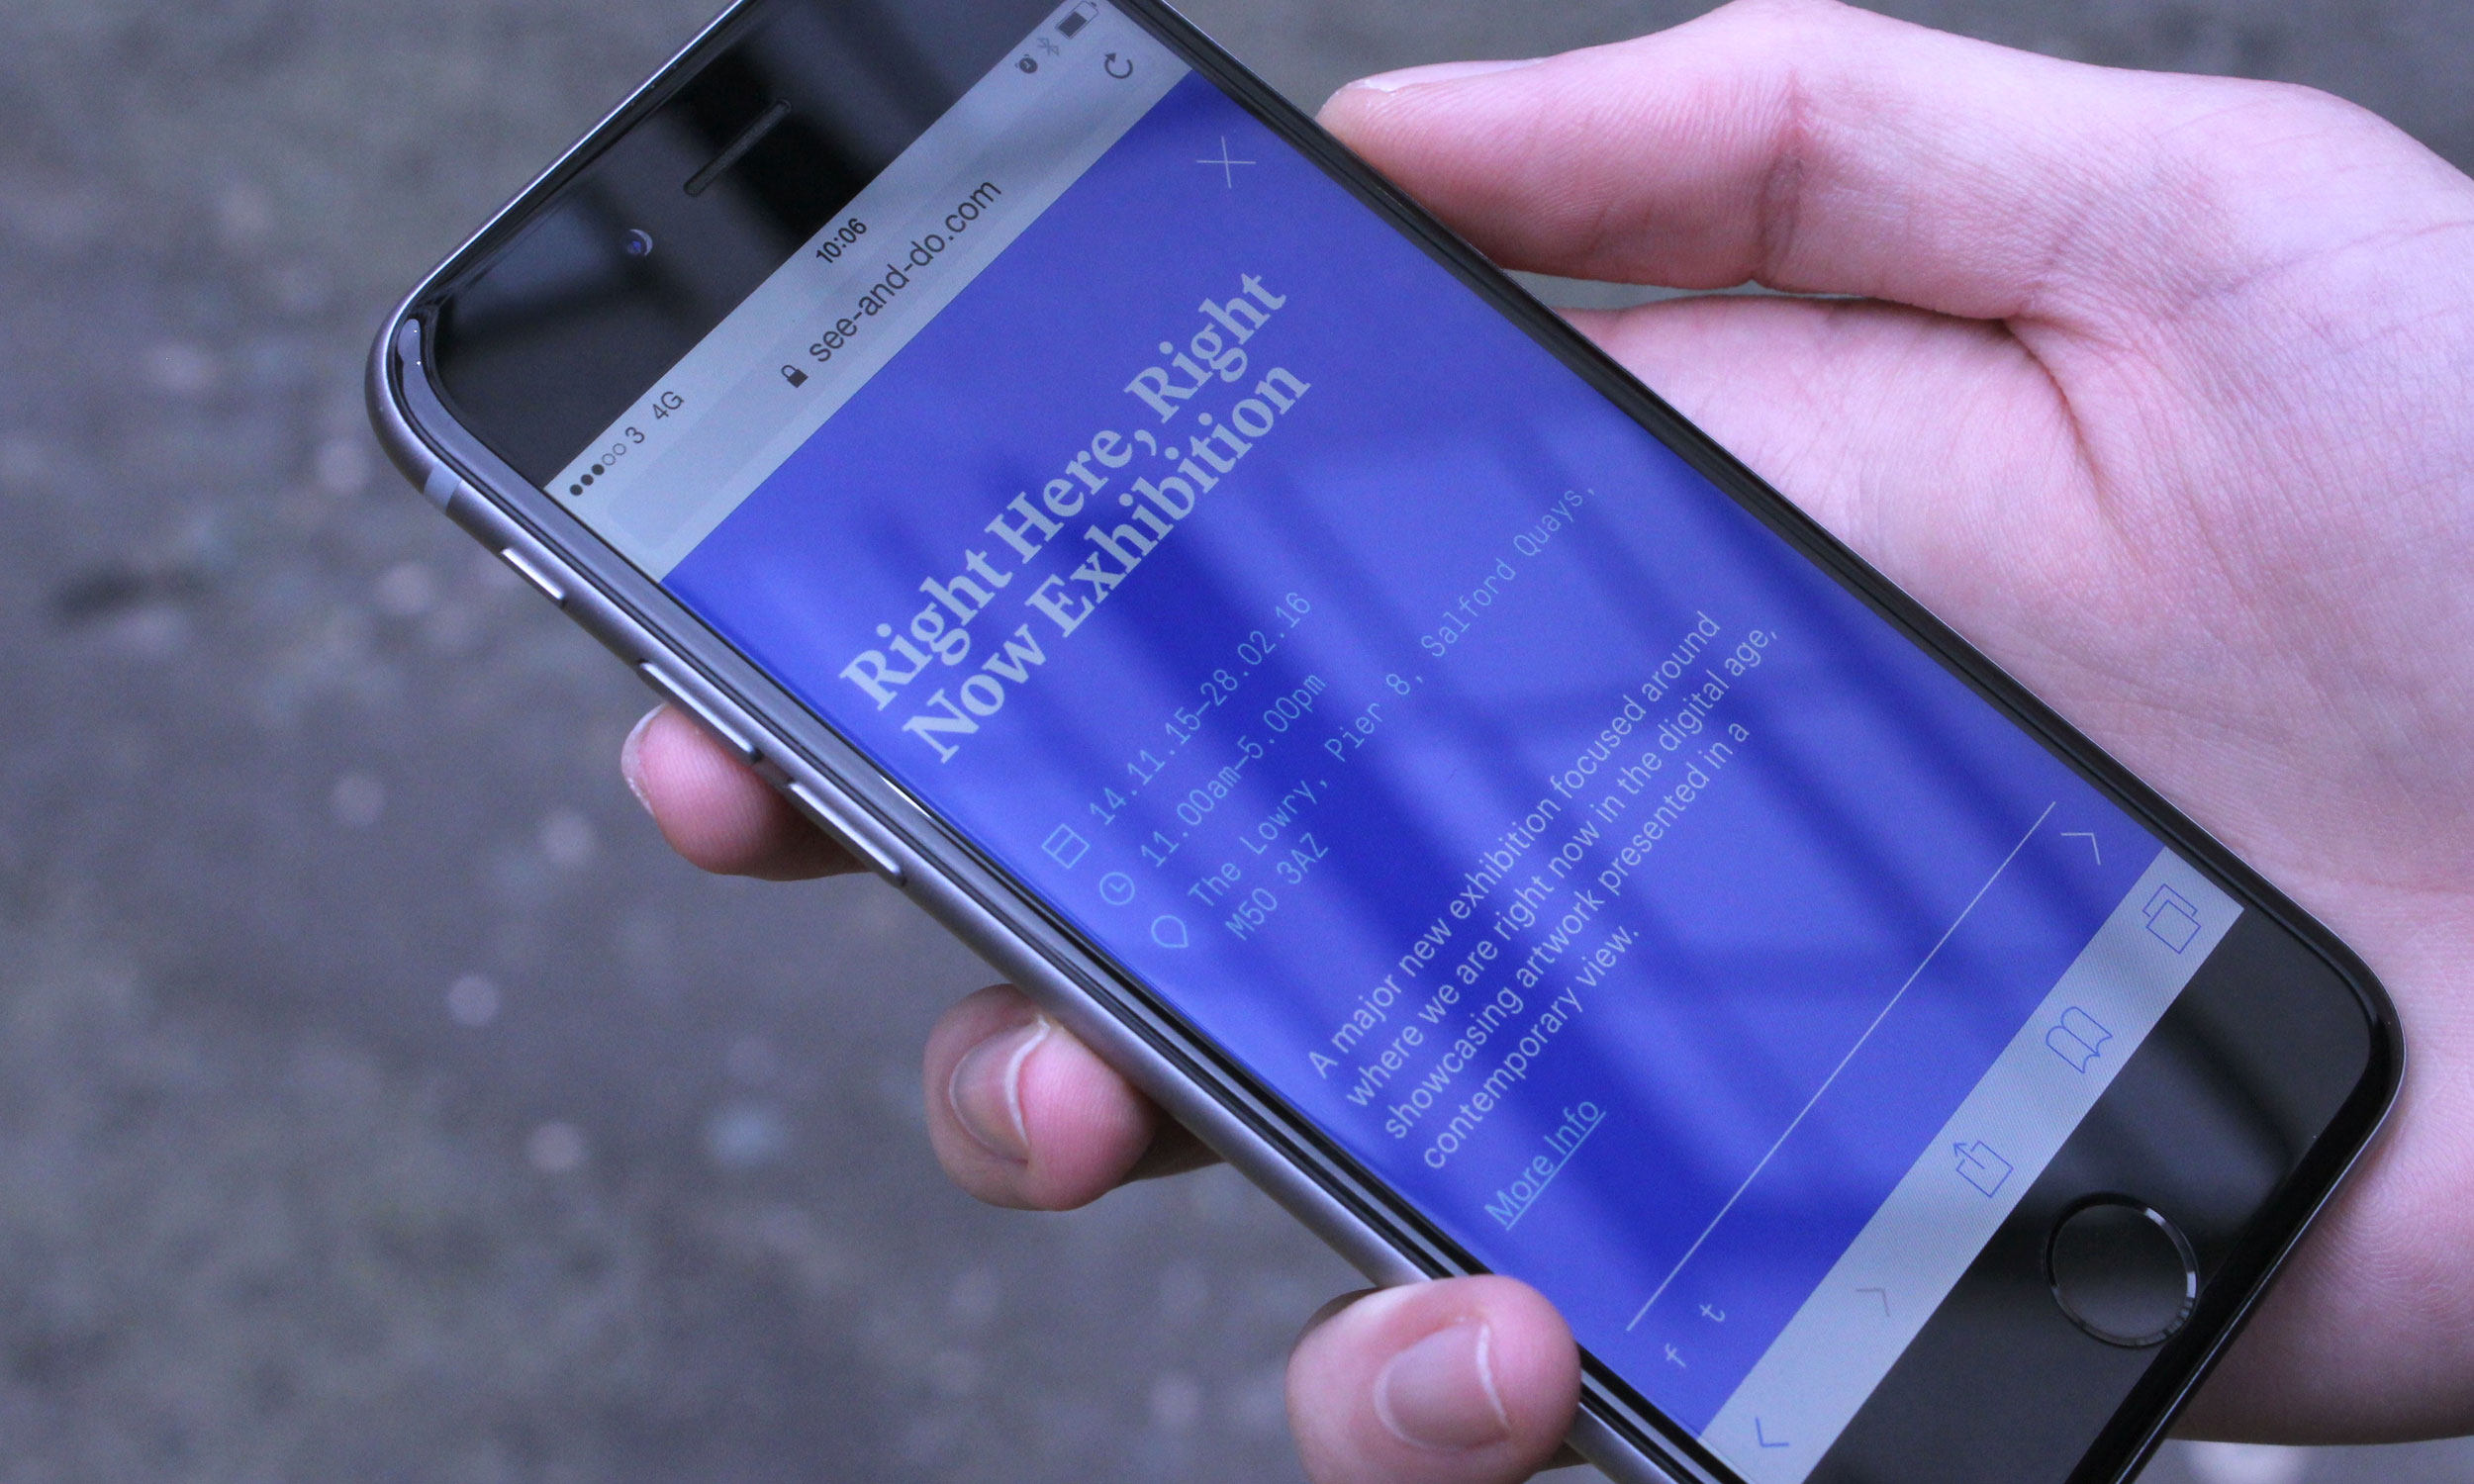 3 4G 10:06
see-and-do.com
Right Here, Right
Now Exhibition
14.11.15—28.02.16
11.00am—5.00pm
The Lowry, Pier 8, Salford Quays,
M50 3AZ
A major new exhibition focused around
where we are right now in the digital age,
showcasing artwork presented in a
contemporary view.
More Info
f t